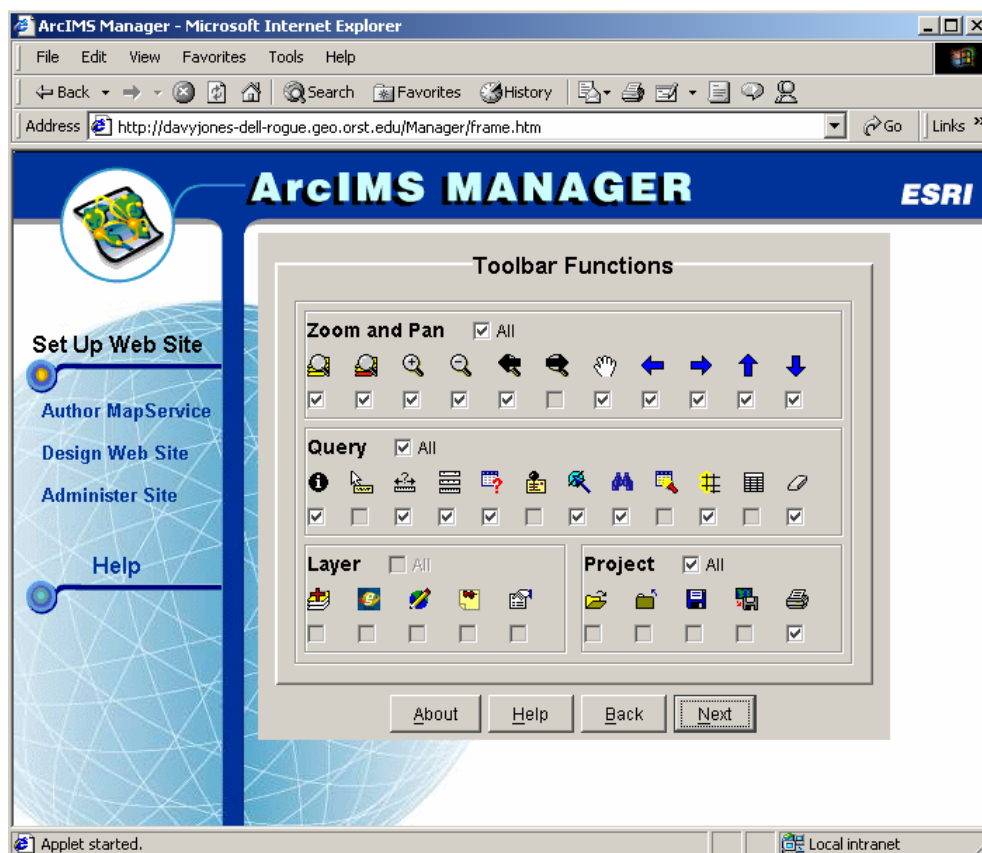 ArcIMS Manager - Microsoft Internet Explorer
File Edit View Favorites Tools Help
Back Search Favorites History
Address http://davyjones-dell-rogue.geo.orst.edu/Manager/frame.htm Go Links »
ArcIMS MANAGER
ESRI
Toolbar Functions
Zoom and Pan All
Set Up Web Site
Author MapService
Design Web Site
Administer Site
Help
Query All
Layer All
Project All
About Help Back Next
Applet started. Local intranet